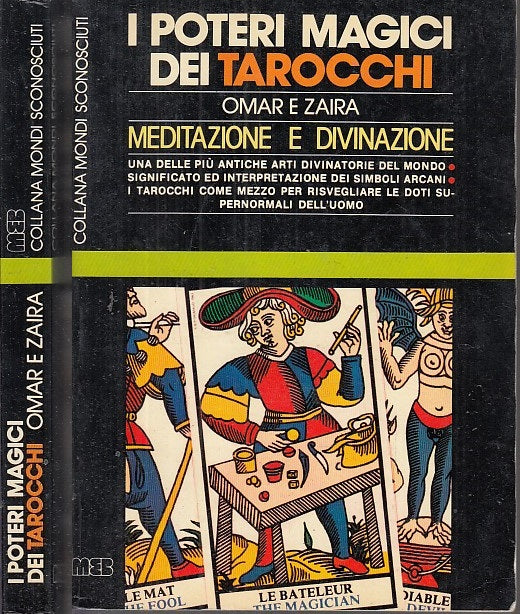 I POTERI MAGICI
DEI TAROCCHI
OMAR E ZAIRA
MEDITAZIONE E DIVINAZIONE
UNA DELLE PIÙ ANTICHE ARTI DIVINATORIE DEL MONDO •
SIGNIFICATO ED INTERPRETAZIONE DEI SIMBOLI ARCANI •
I TAROCCHI COME MEZZO PER RISVEGLIARE LE DOTI SU-
PERNORMALI DELL'UOMO
COLLANA MONDI SCONOSCIUTI
MEB
LE MAT
THE FOOL
LE BATELEUR
THE MAGICIAN
DIABLE
DEVIL
MEB
COLLANA MONDI SCONOSCIUTI
I POTERI MAGICI
DEI TAROCCHI OMAR E ZAIRA